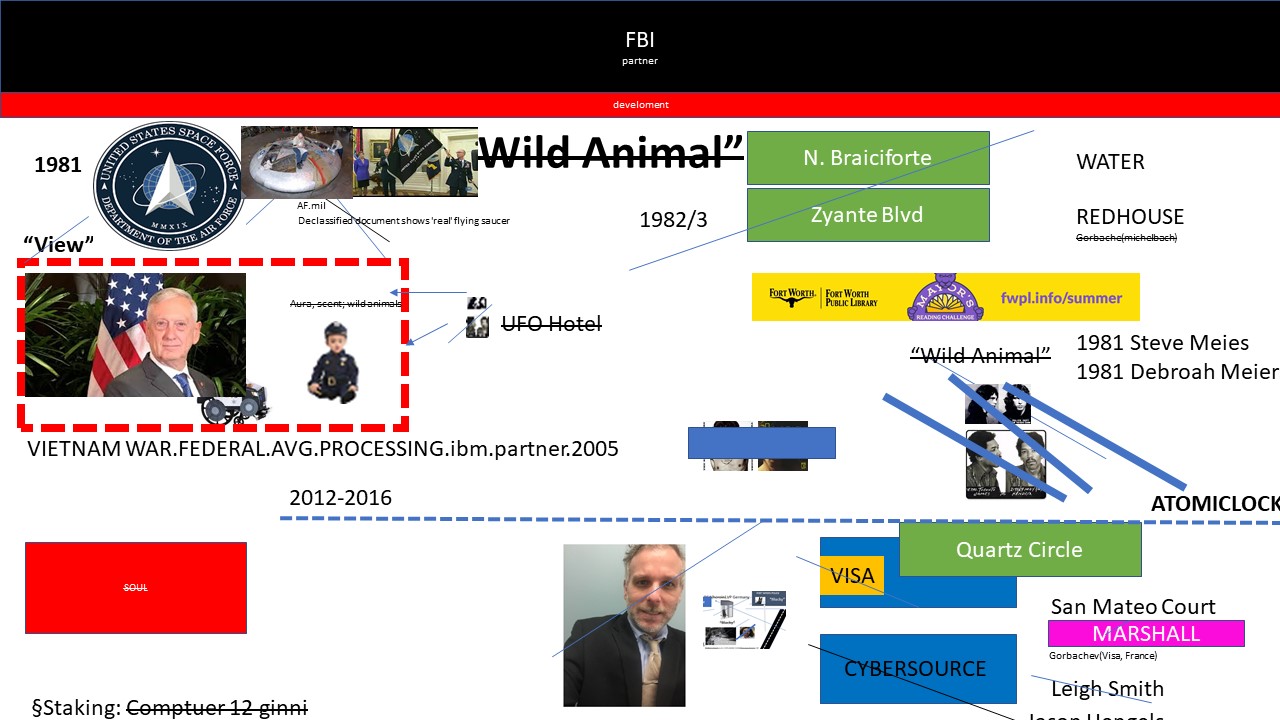 FBI
partner
develoment
1981
UNITED STATES SPACE FORCE
DEPARTMENT OF THE AIR FORCE
MMXIX
Wild Animal”
N. Braiciforte
WATER
AF.mil
Declassified document shows 'real' flying saucer
1982/3
Zyante Blvd
REDHOUSE
Gorbache(michelbach)
“View”
Aura, scent; wild animals
UFO Hotel
FORT WORTH
FORT WORTH
PUBLIC LIBRARY
MAYOR'S
READING CHALLENGE
fwpl.info/summer
“Wild Animal”
1981 Steve Meies
1981 Debroah Meier
VIETNAM WAR.FEDERAL.AVG.PROCESSING.ibm.partner.2005
2012-2016
ATOMICLOCK
Quartz Circle
VISA
SOUL
San Mateo Court
MARSHALL
Gorbachev(Visa, France)
CYBERSOURCE
Leigh Smith
§Staking: Comptuer 12 ginni